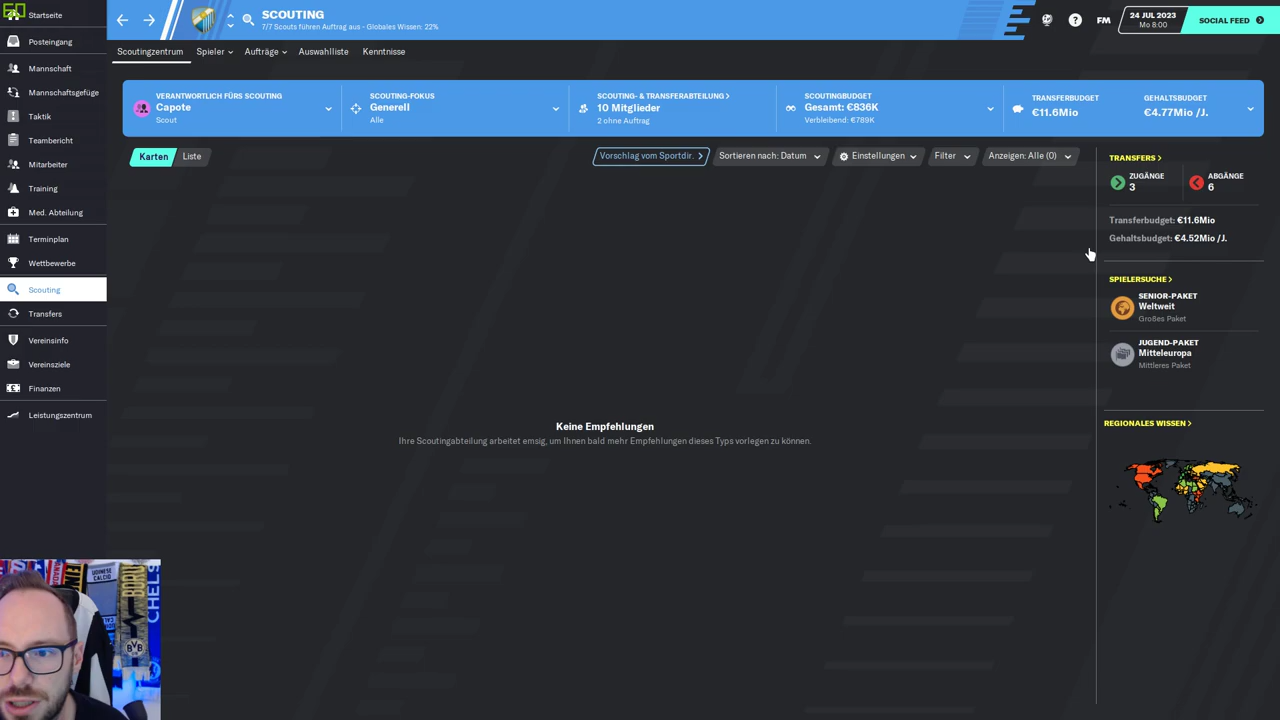 Startseite
Posteingang
Mannschaft
Mannschaftsgefüge
Taktik
Teambericht
Mitarbeiter
Training
Med. Abteilung
Terminplan
Wettbewerbe
Scouting
Transfers
Vereinsinfo
Vereinsziele
Finanzen
Leistungszentrum
SCOUTING
7/7 Scouts führen Auftrag aus - Globales Wissen: 22%
FM
24 JUL 2023
Mo 8:00
SOCIAL FEED
Scoutingzentrum
Spieler
Aufträge
Auswahlliste
Kenntnisse
VERANTWORTLICH FÜRS SCOUTING
Capote
Scout
SCOUTING-FOKUS
Generell
Alle
SCOUTING- & TRANSFERABTEILUNG >
10 Mitglieder
2 ohne Auftrag
SCOUTINGBUDGET
Gesamt: €836K
Verbleibend: €789K
TRANSFERBUDGET
€11.6Mio
GEHALTSBUDGET
€4.77Mio /J.
Karten
Liste
Vorschlag vom Sportdir. >
Sortieren nach: Datum
Einstellungen
Filter
Anzeigen: Alle (0)
Keine Empfehlungen
Ihre Scoutingabteilung arbeitet emsig, um Ihnen bald mehr Empfehlungen dieses Typs vorlegen zu können.
TRANSFERS >
ZUGÄNGE
3
ABGÄNGE
6
Transferbudget: €11.6Mio
Gehaltsbudget: €4.52Mio /J.
SPIELERSUCHE >
SENIOR-PAKET
Weltweit
Großes Paket
JUGEND-PAKET
Mitteleuropa
Mittleres Paket
REGIONALES WISSEN >
UDINESE
CALCIO
BORU
BVB
CHELS